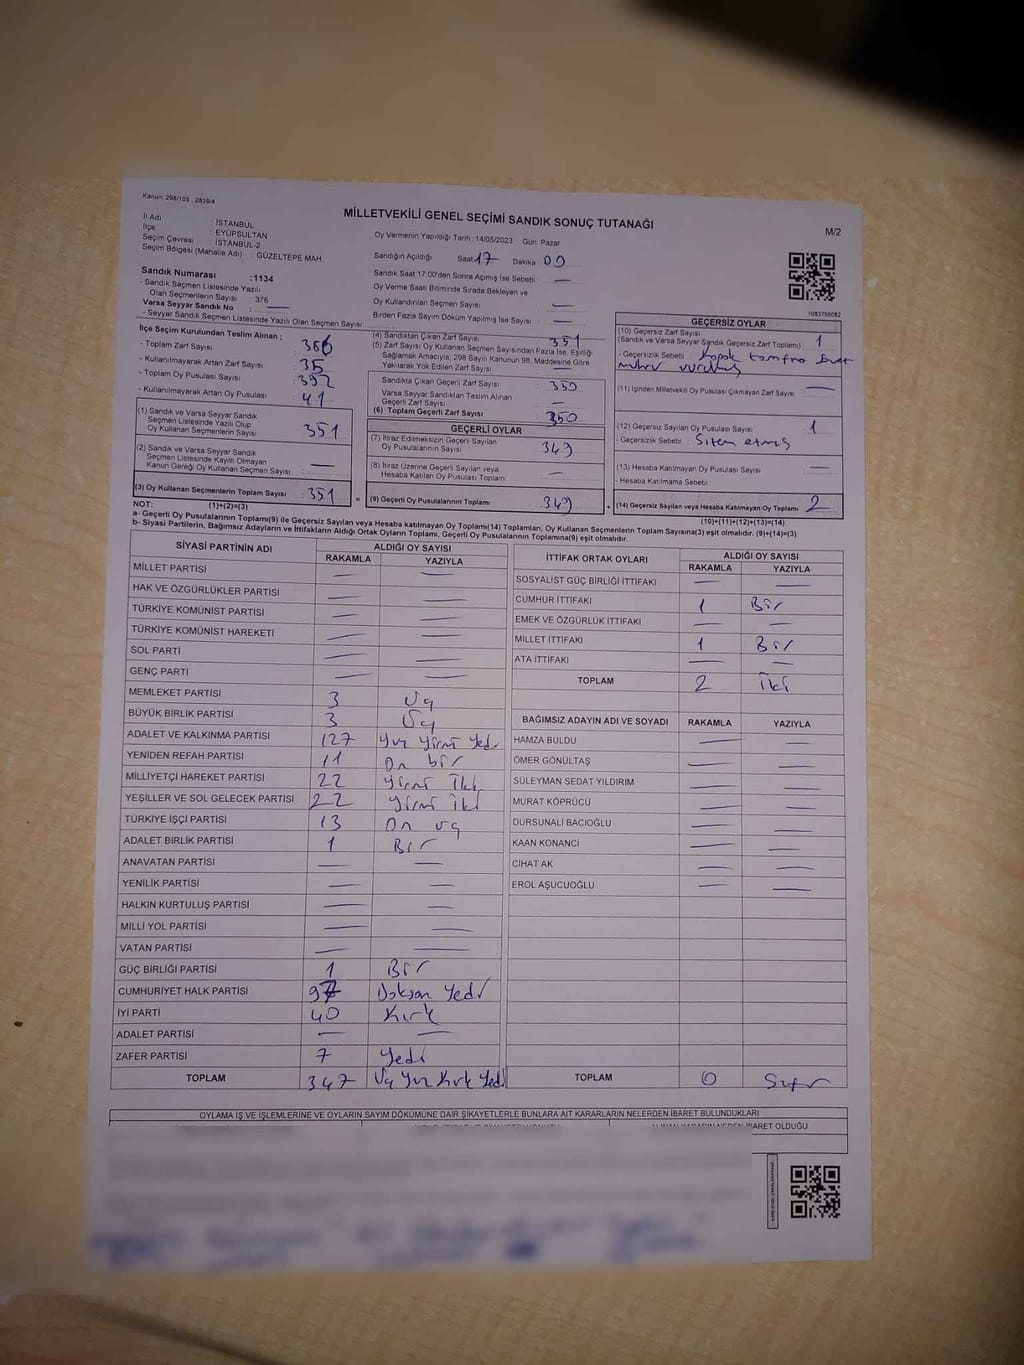 Kanun: 298/105 , 2839/4
MİLLETVEKİLİ GENEL SEÇİMİ SANDIK SONUÇ TUTANAĞI
M/2
İl Adı : İSTANBUL
İlçe : EYÜPSULTAN
Seçim Çevresi : İSTANBUL-2
Seçim Bölgesi (Mahalle Adı) : GÜZELTEPE MAH
Sandık Numarası :1134
- Sandık Seçmen Listesinde Yazılı
Olan Seçmenlerin Sayısı : 376
Varsa Seyyar Sandık No : —
- Seyyar Sandık Seçmen Listesinde Yazılı Olan Seçmen Sayısı :
Oy Vermenin Yapıldığı Tarih :14/05/2023 Gün: Pazar
Sandığın Açıldığı Saat 17 Dakika 00
Sandık Saat 17:00'den Sonra Açımış İse Sebebi : —
Oy Verme Saati Bitiminde Sırada Bekleyen ve
Oy Kullandırılan Seçmen Sayısı : —
Birden Fazla Sayım Döküm Yapılmış İse Sayısı : —
1083788082
İlçe Seçim Kurulundan Teslim Alınan ;
- Toplam Zarf Sayısı : 386
- Kullanılmayarak Artan Zarf Sayısı : 35
- Toplam Oy Pusulası Sayısı : 392
- Kullanılmayarak Artan Oy Pusulası : 41
(1) Sandık ve Varsa Seyyar Sandık
Seçmen Listesinde Yazılı Olup
Oy Kullanan Seçmenlerin Sayısı : 351
(2) Sandık ve Varsa Seyyar Sandık
Seçmen Listesinde Kaydı Olmayan
Kanun Gereği Oy Kullanan Seçmen Sayısı : —
(3) Oy Kullanan Seçmenlerin Toplam Sayısı : 351
(4) Sandıktan Çıkan Zarf Sayısı : 351
(5) Zarf Sayısı Oy Kullanan Seçmen Sayısından Fazla İse, Eşitliği
Sağlamak Amacıyla, 298 Sayılı Kanunun 98. Maddesine Göre
Yakılarak Yok Edilen Zarf Sayısı : —
Sandıkta Çıkan Geçerli Zarf Sayısı : 350
Varsa Seyyar Sandıktan Teslim Alınan
Geçerli Zarf Sayısı : —
(6) Toplam Geçerli Zarf Sayısı : 350
GEÇERLİ OYLAR
(7) İtiraz Edilmeksizin Geçerli Sayılan
Oy Pusulalarının Sayısı : 349
(8) İtiraz Üzerine Geçerli Sayılan veya
Hesaba Katılan Oy Pusulası Toplamı : —
= (9) Geçerli Oy Pusulalarının Toplamı : 349
GEÇERSİZ OYLAR
(10) Geçersiz Zarf Sayısı
(Sandık ve Varsa Seyyar Sandık Geçersiz Zarf Toplamı) : 1
- Geçersizlik Sebebi :
mühür vurulmuş
(11) İçinden Milletvekili Oy Pusulası Çıkmayan Zarf Sayısı : —
(12) Geçersiz Sayılan Oy Pusulası Sayısı : 1
- Geçersizlik Sebebi : Sitem etmiş
(13) Hesaba Katılmayan Oy Pusulası Sayısı : —
- Hesaba Katılmama Sebebi :
+ (14) Geçersiz Sayılan veya Hesaba Katılmayan Oy Toplamı : 2
NOT: (1)+(2)=(3)
(10)+(11)+(12)+(13)=(14)
a- Geçerli Oy Pusulalarının Toplamı(9) ile Geçersiz Sayılan veya Hesaba katılmayan Oy Toplamı(14) Toplamları, Oy Kullanan Seçmenlerin Toplam Sayısına(3) eşit olmalıdır. (9)+(14)=(3)
b- Siyasi Partilerin, Bağımsız Adayların ve İttifakların Aldığı Ortak Oyların Toplamı, Geçerli Oy Pusulalarının Toplamına(9) eşit olmalıdır.
SİYASİ PARTİNİN ADI ALDIĞI OY SAYISI
RAKAMLA YAZIYLA
MİLLET PARTİSİ — —
HAK VE ÖZGÜRLÜKLER PARTİSİ — —
TÜRKİYE KOMÜNİST PARTİSİ — —
TÜRKİYE KOMÜNİST HAREKETİ — —
SOL PARTİ — —
GENÇ PARTİ — —
MEMLEKET PARTİSİ 3 Üç
BÜYÜK BİRLİK PARTİSİ 3 Üç
ADALET VE KALKINMA PARTİSİ 127 Yüz Yirmi Yedi
YENİDEN REFAH PARTİSİ 11 On bir
MİLLİYETÇİ HAREKET PARTİSİ 22 Yirmi İki
YEŞİLLER VE SOL GELECEK PARTİSİ 22 Yirmi İki
TÜRKİYE İŞÇİ PARTİSİ 13 On üç
ADALET BİRLİK PARTİSİ 1 Bir
ANAVATAN PARTİSİ — —
YENİLİK PARTİSİ — —
HALKIN KURTULUŞ PARTİSİ — —
MİLLİ YOL PARTİSİ — —
VATAN PARTİSİ — —
GÜÇ BİRLİĞİ PARTİSİ 1 Bir
CUMHURİYET HALK PARTİSİ 97 Doksan Yedi
İYİ PARTİ 40 Kırk
ADALET PARTİSİ — —
ZAFER PARTİSİ 7 Yedi
TOPLAM 347 Üç Yüz Kırk Yedi
İTTİFAK ORTAK OYLARI ALDIĞI OY SAYISI
RAKAMLA YAZIYLA
SOSYALİST GÜÇ BİRLİĞİ İTTİFAKI — —
CUMHUR İTTİFAKI 1 Bir
EMEK VE ÖZGÜRLÜK İTTİFAKI — —
MİLLET İTTİFAKI 1 Bir
ATA İTTİFAKI — —
TOPLAM 2 İki
BAĞIMSIZ ADAYIN ADI VE SOYADI RAKAMLA YAZIYLA
HAMZA BULDU — —
ÖMER GÖNÜLTAŞ — —
SÜLEYMAN SEDAT YILDIRIM — —
MURAT KÖPRÜCÜ — —
DURSUNALİ BACIOĞLU — —
KAAN KONANCİ — —
CİHAT AK — —
EROL AŞUCUOĞLU — —
TOPLAM 0 Sıfır
OYLAMA İŞ VE İŞLEMLERİNE VE OYLARIN SAYIM DÖKÜMÜNE DAİR ŞİKAYETLERLE BUNLARA AİT KARARLARIN NELERDEN İBARET BULUNDUKLARI
ALINAN KARARIN NEDEN İBARET OLDUĞU